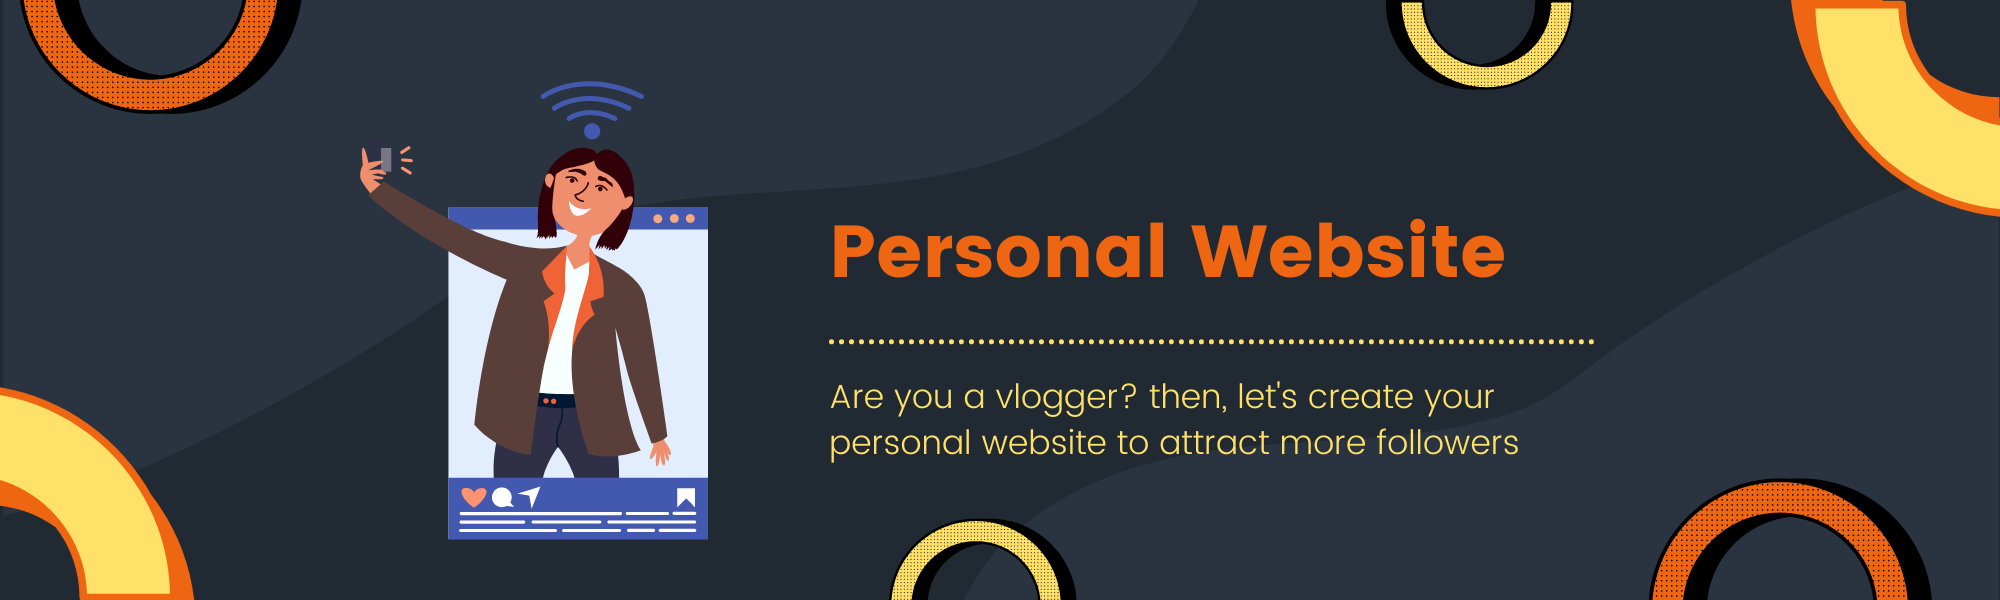 Personal Website
Are you a vlogger? then, let's create your
personal website to attract more followers